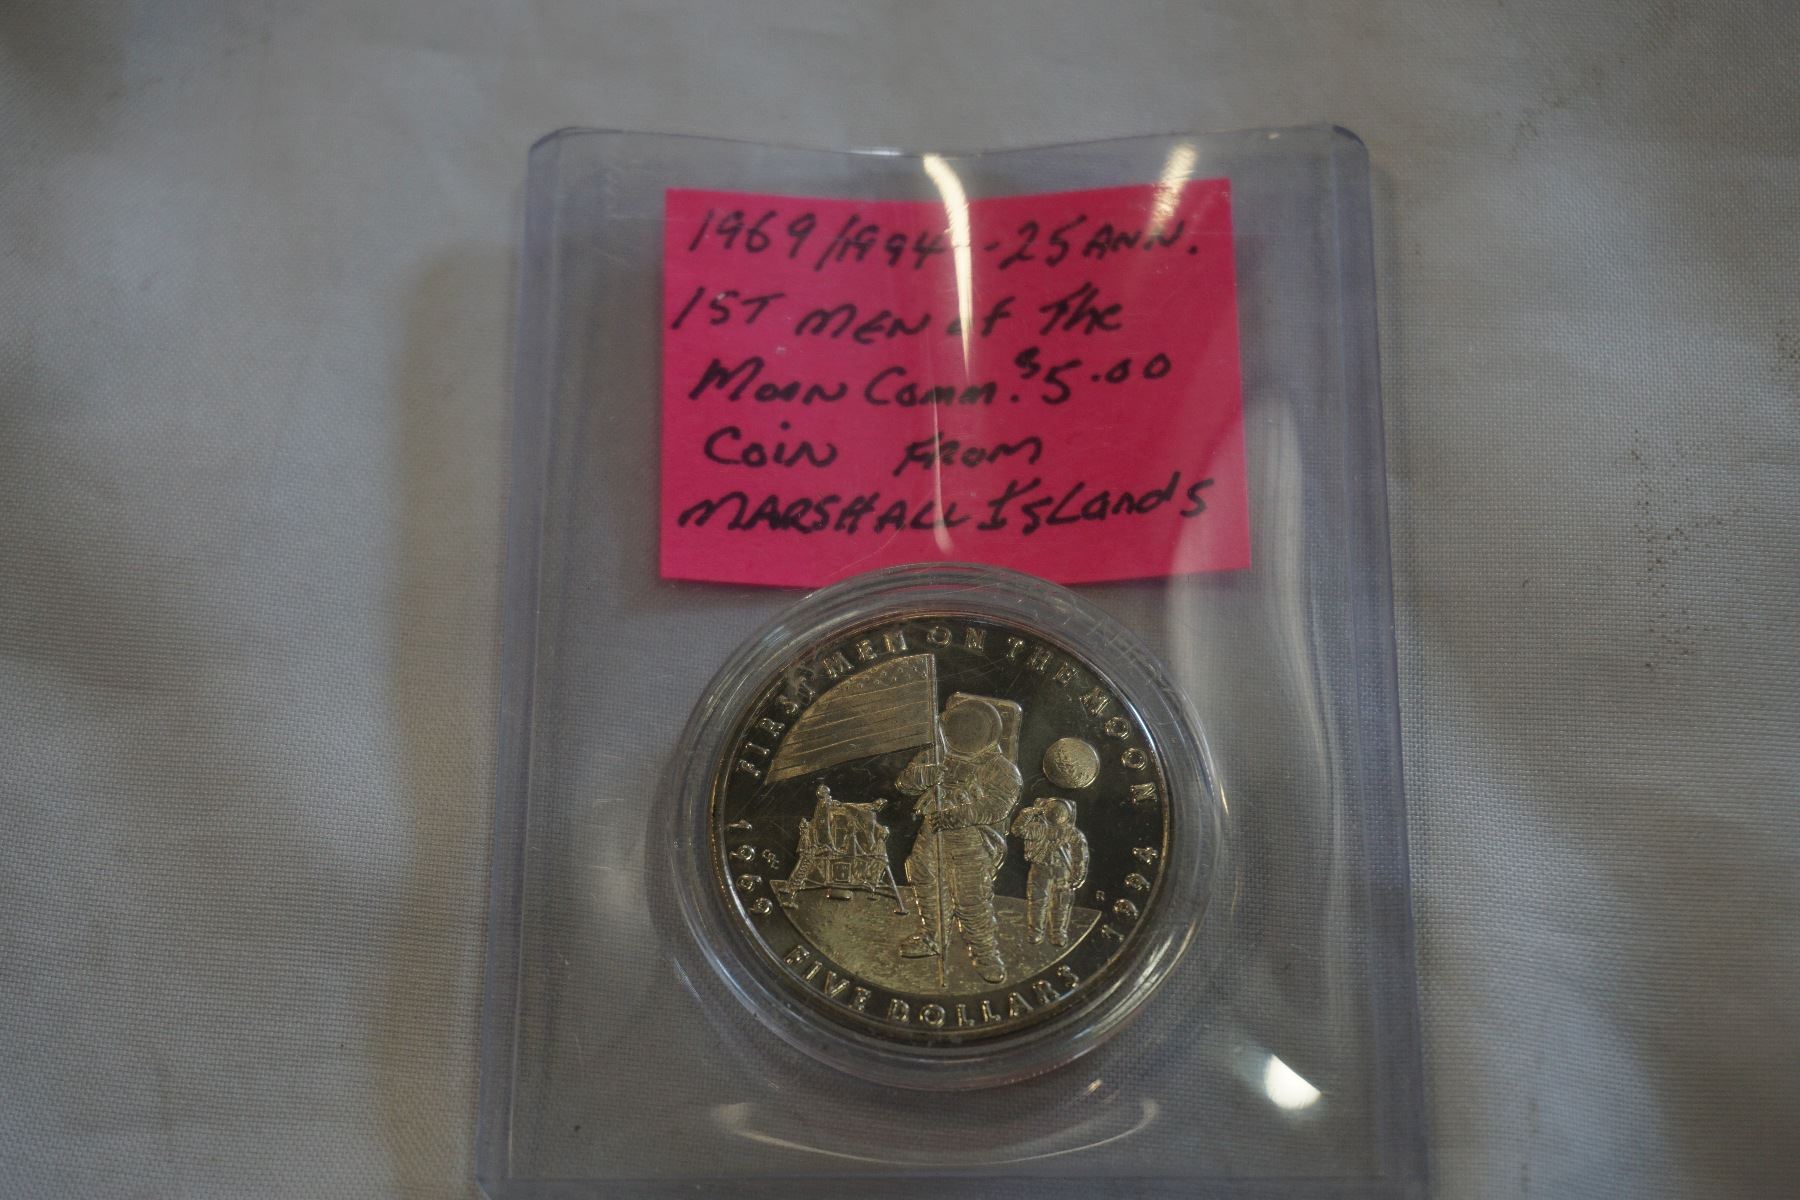 1969/1994--25 ANN.
1ST MEN of The
Moon Comm. $5.00
Coin From
MARSHALL Islands
FIRST MEN ON THE MOON
1969 FIVE DOLLARS 1994